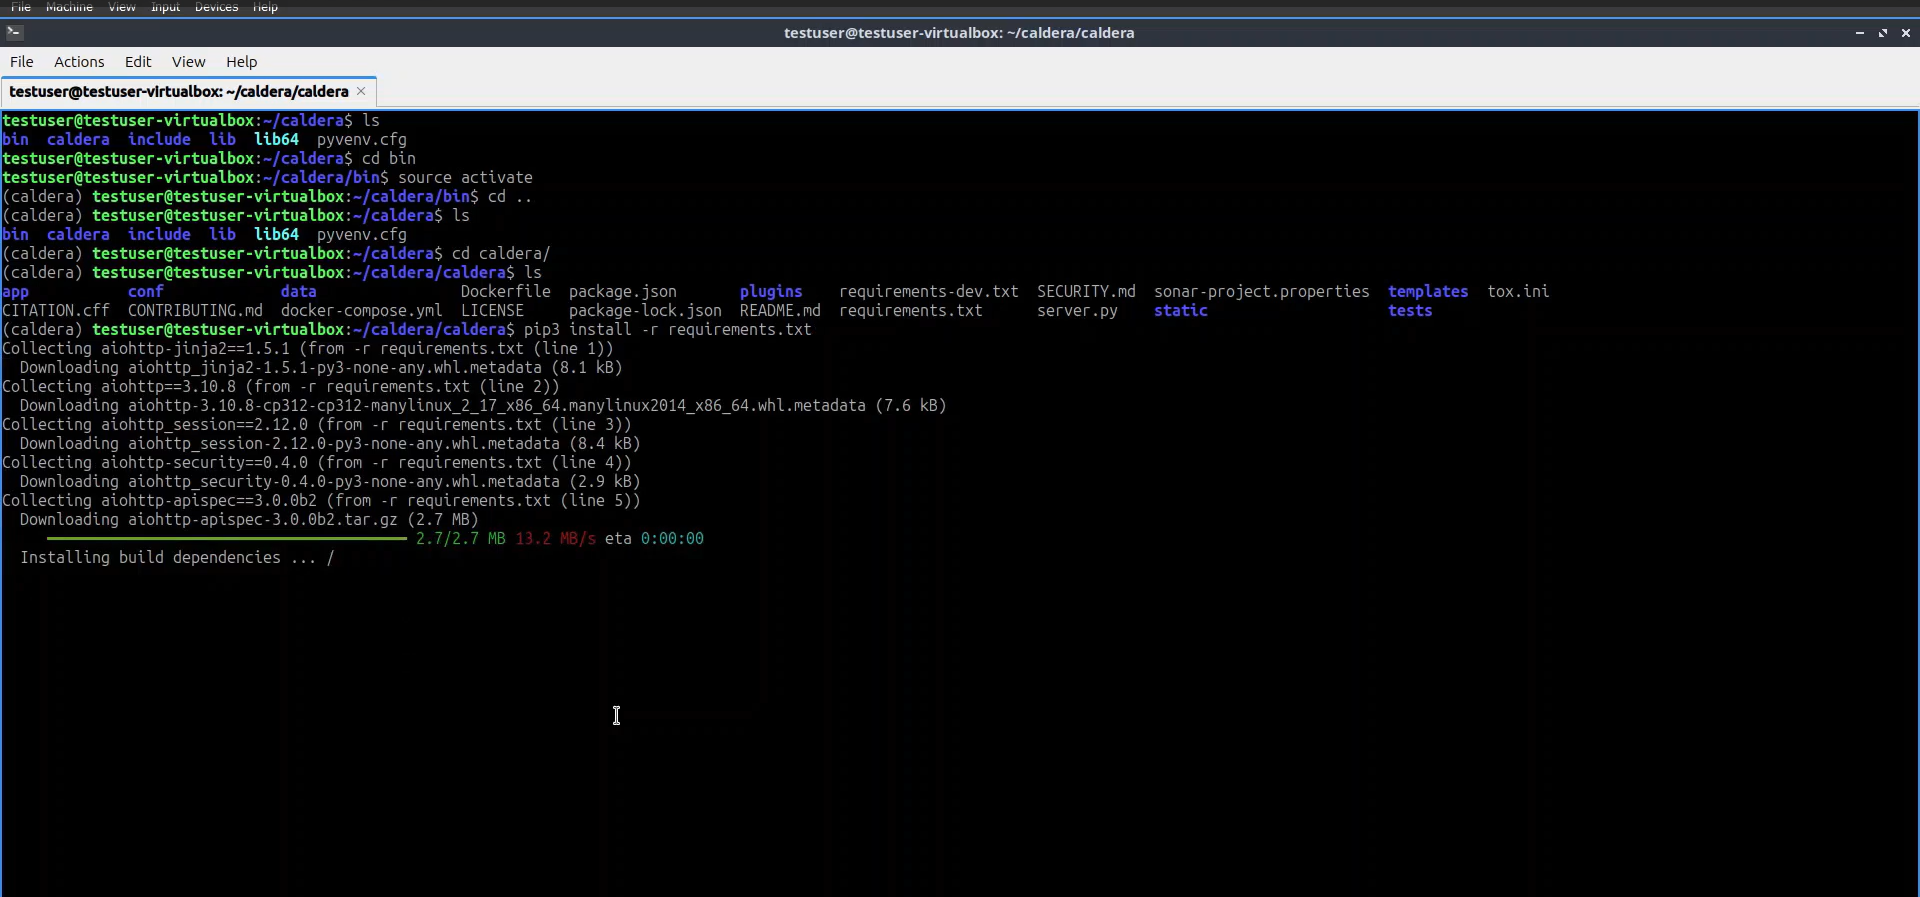 File Machine View Input Devices Help
testuser@testuser-virtualbox: ~/caldera/caldera
File Actions Edit View Help
testuser@testuser-virtualbox: ~/caldera/caldera
testuser@testuser-virtualbox:~/caldera$ ls
bin caldera include lib lib64 pyvenv.cfg
testuser@testuser-virtualbox:~/caldera$ cd bin
testuser@testuser-virtualbox:~/caldera/bin$ source activate
(caldera) testuser@testuser-virtualbox:~/caldera/bin$ cd ..
(caldera) testuser@testuser-virtualbox:~/caldera$ ls
bin caldera include lib lib64 pyvenv.cfg
(caldera) testuser@testuser-virtualbox:~/caldera$ cd caldera/
(caldera) testuser@testuser-virtualbox:~/caldera/caldera$ ls
app conf data Dockerfile package.json plugins requirements-dev.txt SECURITY.md sonar-project.properties templates tox.ini
CITATION.cff CONTRIBUTING.md docker-compose.yml LICENSE package-lock.json README.md requirements.txt server.py static tests
(caldera) testuser@testuser-virtualbox:~/caldera/caldera$ pip3 install -r requirements.txt
Collecting aiohttp-jinja2==1.5.1 (from -r requirements.txt (line 1))
Downloading aiohttp_jinja2-1.5.1-py3-none-any.whl.metadata (8.1 kB)
Collecting aiohttp==3.10.8 (from -r requirements.txt (line 2))
Downloading aiohttp-3.10.8-cp312-cp312-manylinux_2_17_x86_64.manylinux2014_x86_64.whl.metadata (7.6 kB)
Collecting aiohttp_session==2.12.0 (from -r requirements.txt (line 3))
Downloading aiohttp_session-2.12.0-py3-none-any.whl.metadata (8.4 kB)
Collecting aiohttp-security==0.4.0 (from -r requirements.txt (line 4))
Downloading aiohttp_security-0.4.0-py3-none-any.whl.metadata (2.9 kB)
Collecting aiohttp-apispec==3.0.0b2 (from -r requirements.txt (line 5))
Downloading aiohttp-apispec-3.0.0b2.tar.gz (2.7 MB)
2.7/2.7 MB 13.2 MB/s eta 0:00:00
Installing build dependencies ... /